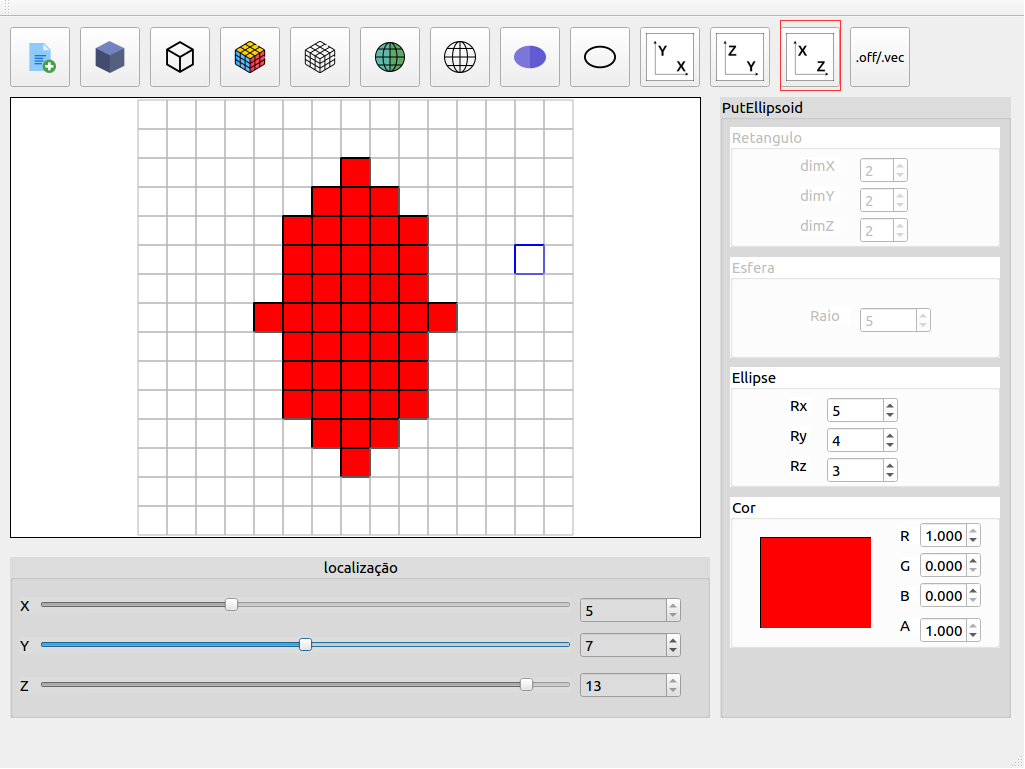 Y X Z Y X Z .off/.vec
PutEllipsoid
Retangulo
dimX 2
dimY 2
dimZ 2
Esfera
Raio 5
Ellipse
Rx 5
Ry 4
Rz 3
Cor
R 1.000
G 0.000
B 0.000
A 1.000
localização
X 5
Y 7
Z 13